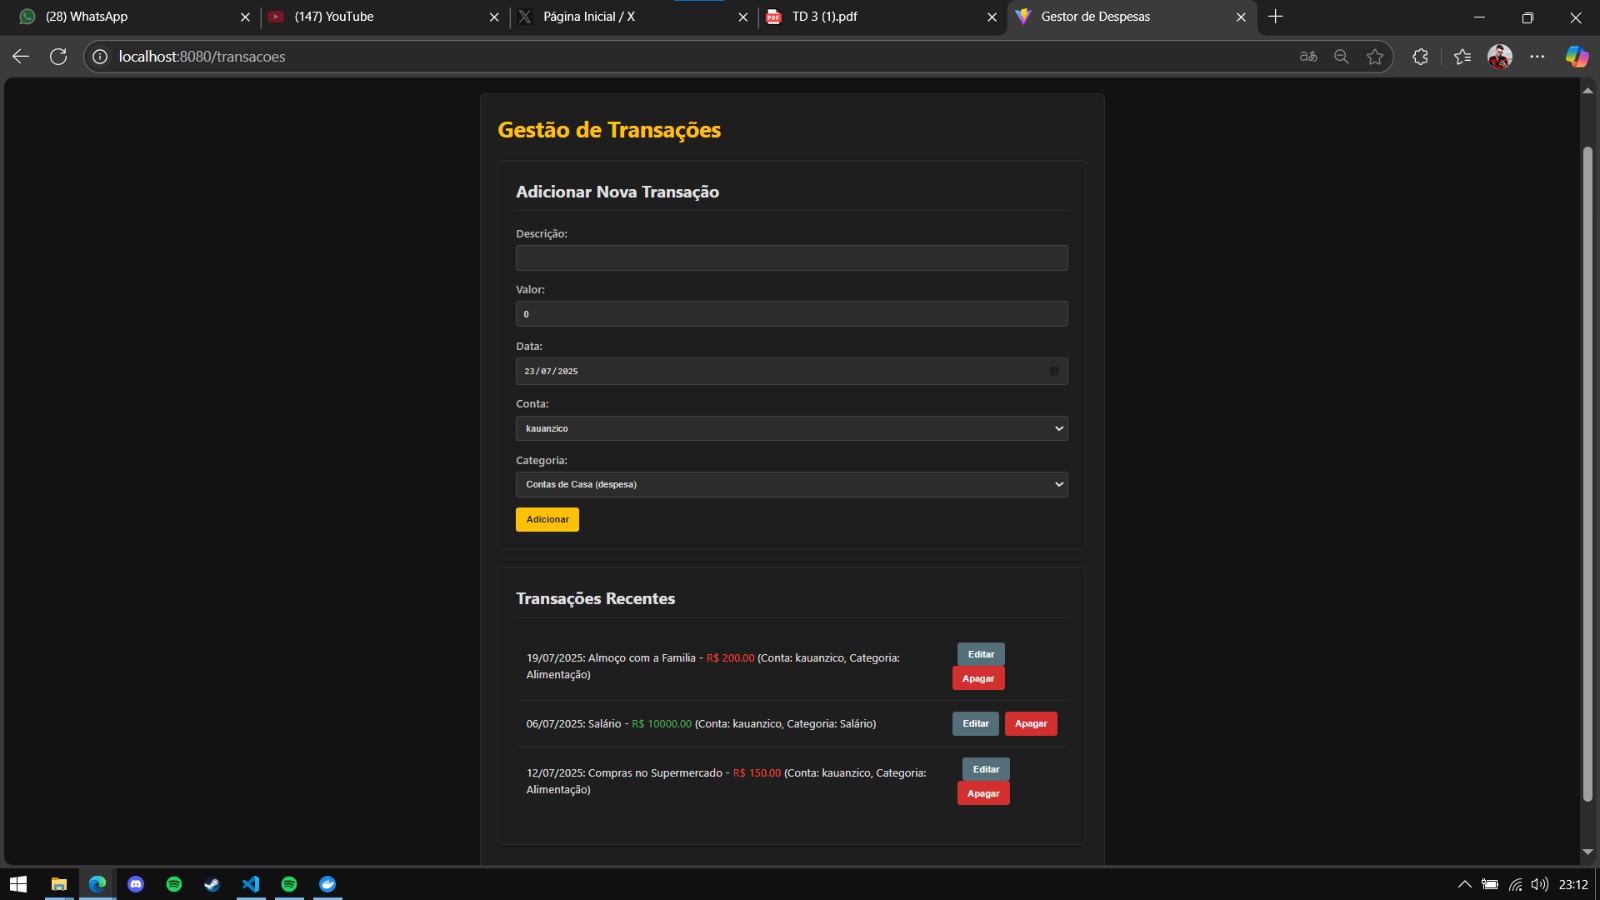 (28) WhatsApp
(147) YouTube
Página Inicial / X
TD 3 (1).pdf
Gestor de Despesas
localhost:8080/transacoes
Gestão de Transações
Adicionar Nova Transação
Descrição:
Valor:
0
Data:
23/07/2025
Conta:
kauanzico
Categoria:
Contas de Casa (despesa)
Adicionar
Transações Recentes
19/07/2025: Almoço com a Familia - R$ 200.00 (Conta: kauanzico, Categoria:
Alimentação)
Editar
Apagar
06/07/2025: Salário - R$ 10000.00 (Conta: kauanzico, Categoria: Salário)
Editar
Apagar
12/07/2025: Compras no Supermercado - R$ 150.00 (Conta: kauanzico, Categoria:
Alimentação)
Editar
Apagar
23:12